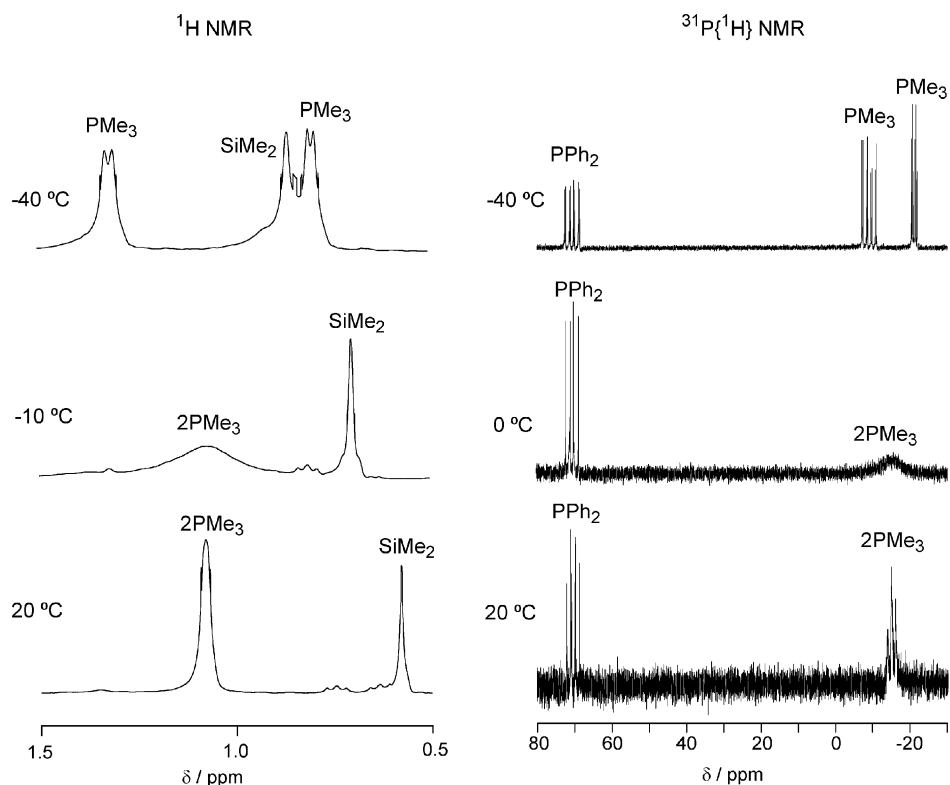 ¹H NMR
PMe₃
SiMe₂
PMe₃
-40 ºC
-10 ºC
2PMe₃
SiMe₂
20 ºC
2PMe₃
SiMe₂
1.5 1.0 0.5
δ / ppm
³¹P{¹H} NMR
PPh₂
PMe₃
PMe₃
-40 ºC
PPh₂
0 ºC
2PMe₃
PPh₂
2PMe₃
20 ºC
80 60 40 20 0 -20
δ / ppm